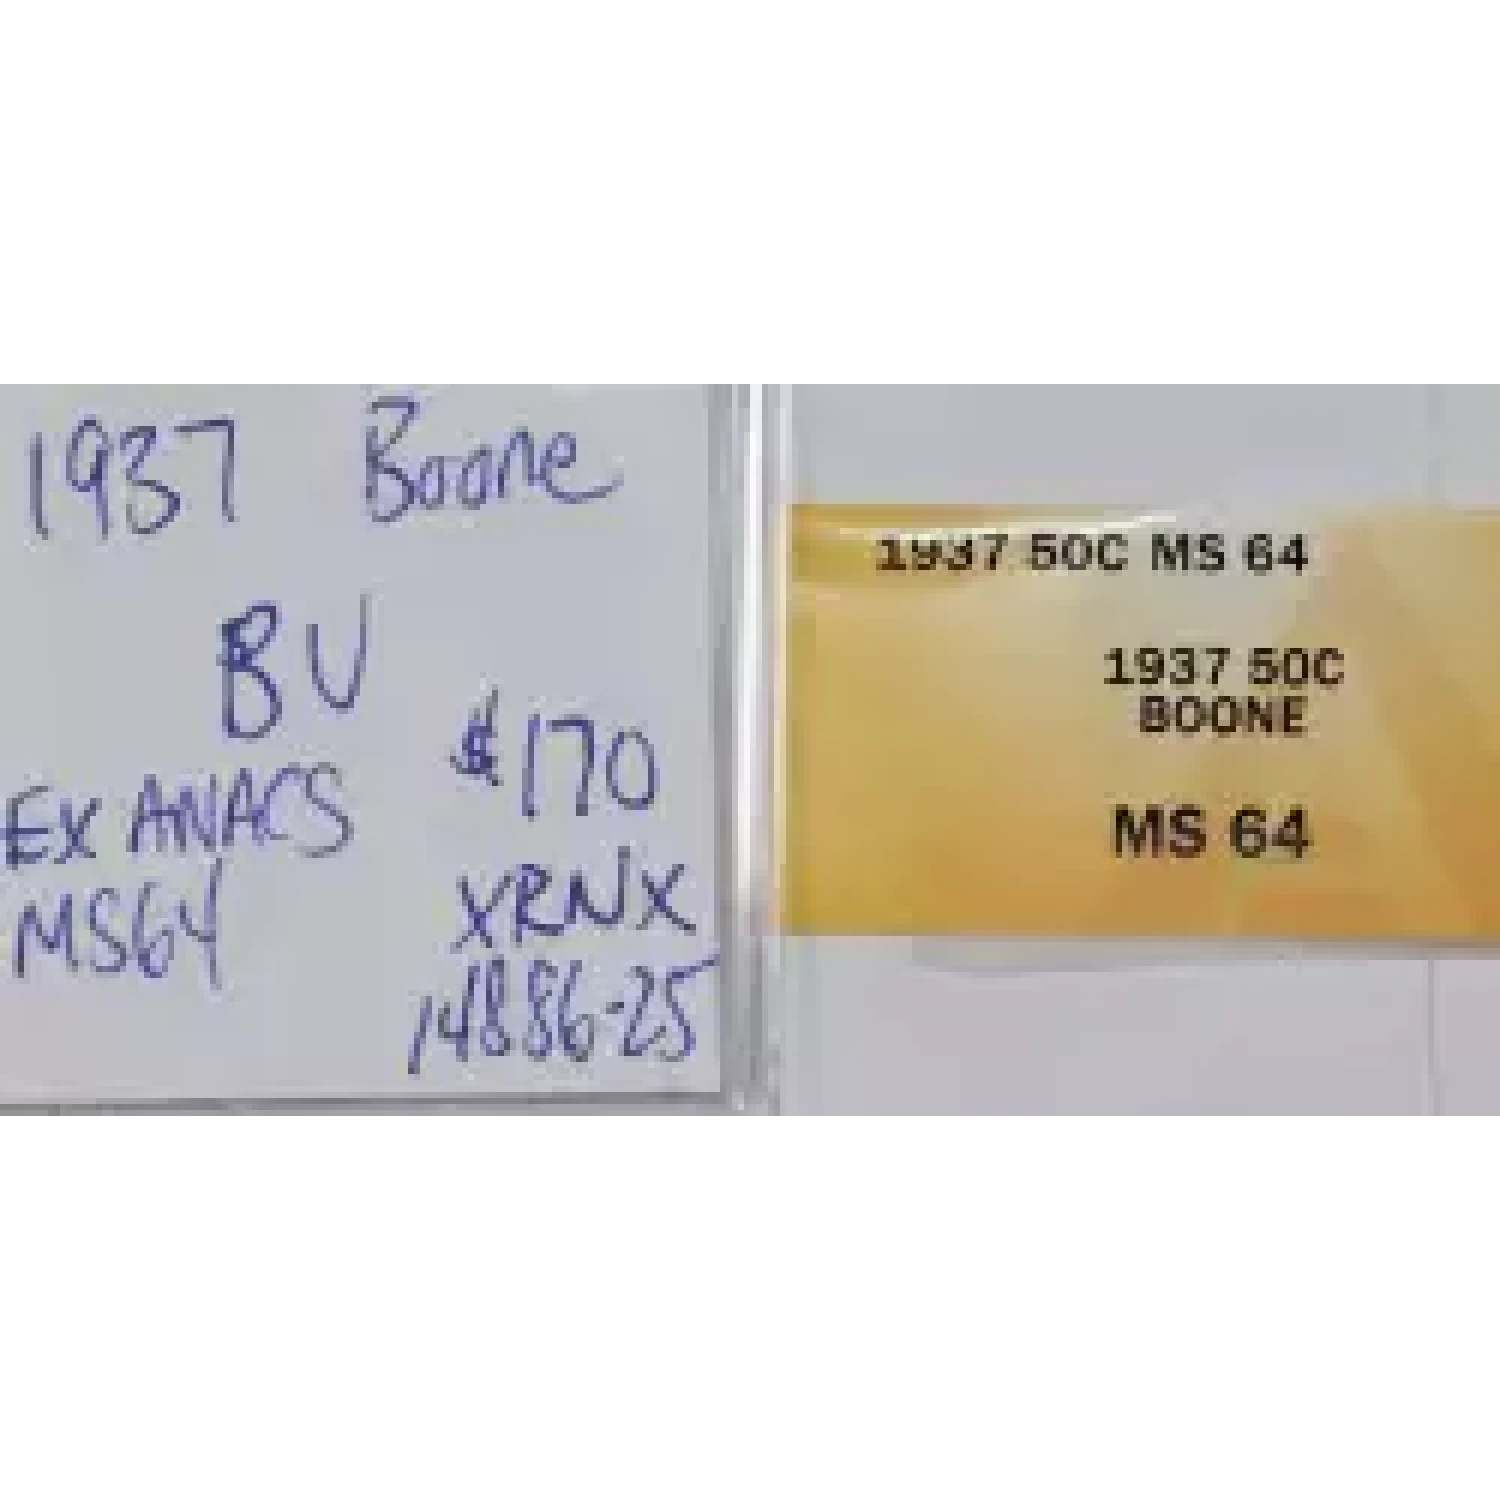 1937 Boone
BU
$170
EX ANACS
MS64
XRNX
14886-25
1937 50C MS 64
1937 50C
BOONE
MS 64